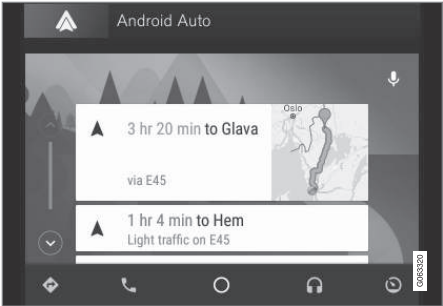 Android Auto
Oslo
3 hr 20 min to Glava
via E45
1 hr 4 min to Hem
Light traffic on E45
G063320